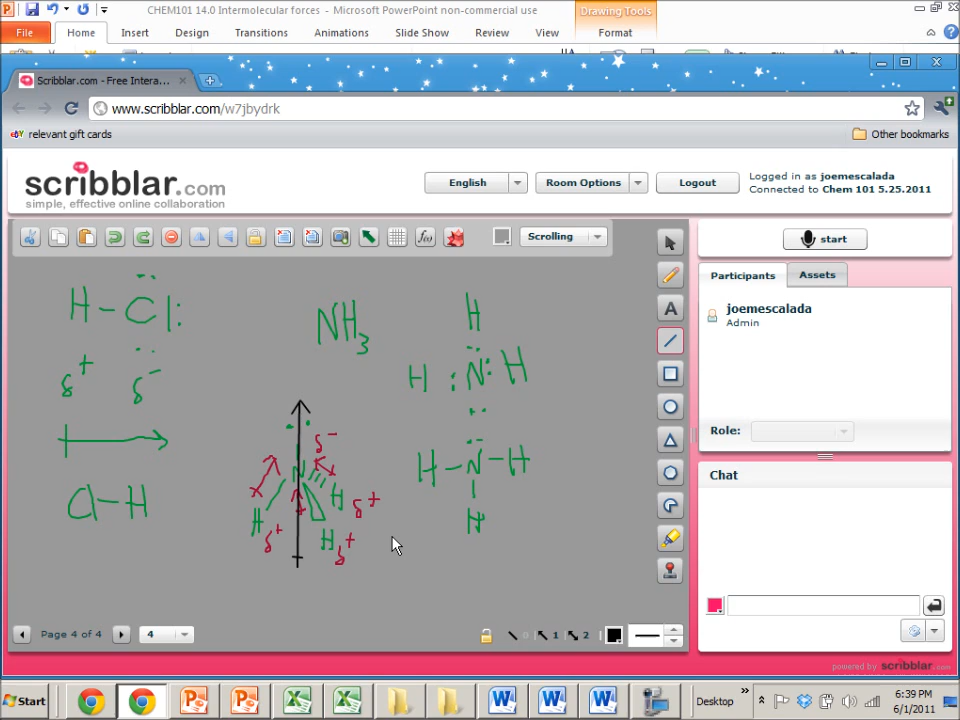 CHEM101 14.0 Intermolecular forces - Microsoft PowerPoint non-commercial use
Drawing Tools
File Home Insert Design Transitions Animations Slide Show Review View Format
Scribblar.com - Free Intera...
www.scribblar.com/w7jbydrk
relevant gift cards
Other bookmarks
scribblar.com
simple, effective online collaboration
English
Room Options
Logout
Logged in as joemescalada
Connected to Chem 101 5.25.2011
Scrolling
start
Participants
Assets
joemescalada
Admin
Role:
Chat
H – Cl:
δ+ δ-
Cl–H
NH3
H
H :N: H
H–N–H
H
N δ-
H H δ+
δ+ H δ+
Page 4 of 4
4
0 1 2
powered by scribblar.com
Start
Desktop
6:39 PM
6/1/2011